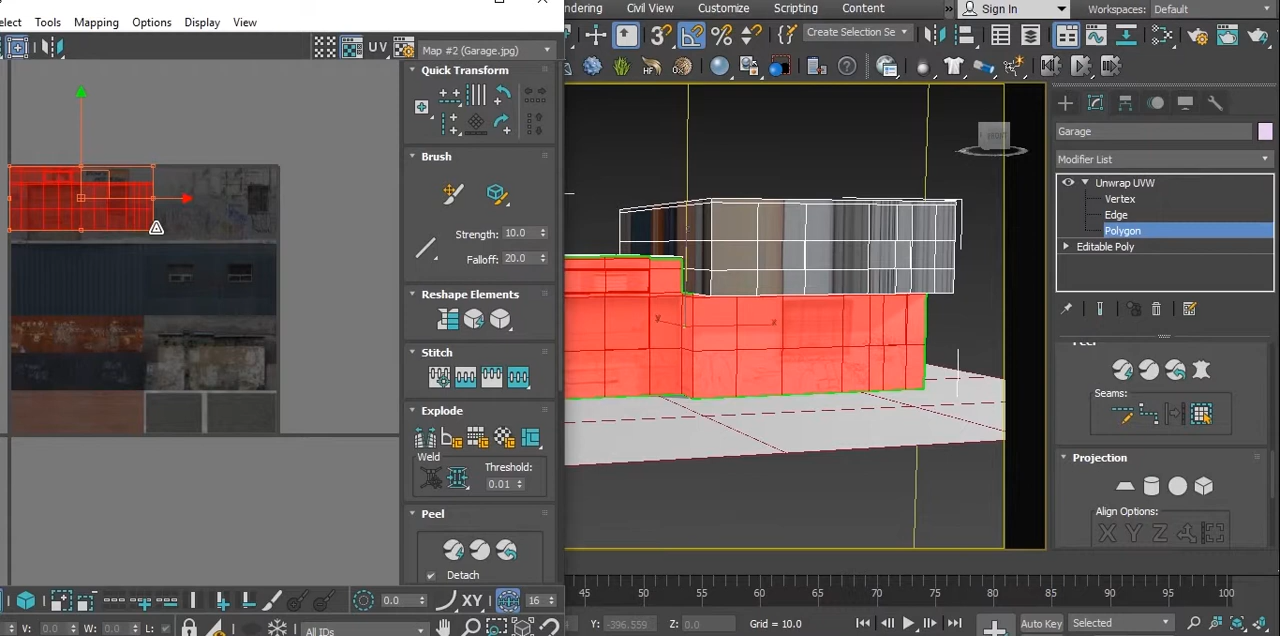 elect Tools Mapping Options Display View
ndering Civil View Customize Scripting Content
Sign In
Workspaces: Default
Create Selection Se
UV
Map #2 (Garage.jpg)
Quick Transform
Brush
Strength: 10.0
Falloff: 20.0
Reshape Elements
Stitch
Explode
Weld
Threshold:
0.01
Peel
Detach
FRONT
Y
X
Garage
Modifier List
Unwrap UVW
Vertex
Edge
Polygon
Editable Poly
Peel
Seams:
Projection
Align Options:
X Y Z
0.0
XY
16
V: 0.0 W: 0.0 L:
All IDs
45 50 55 60 65 70 75 80 85 90 95 100
Y: -396.559 Z: 0.0 Grid = 10.0
Auto Key Selected